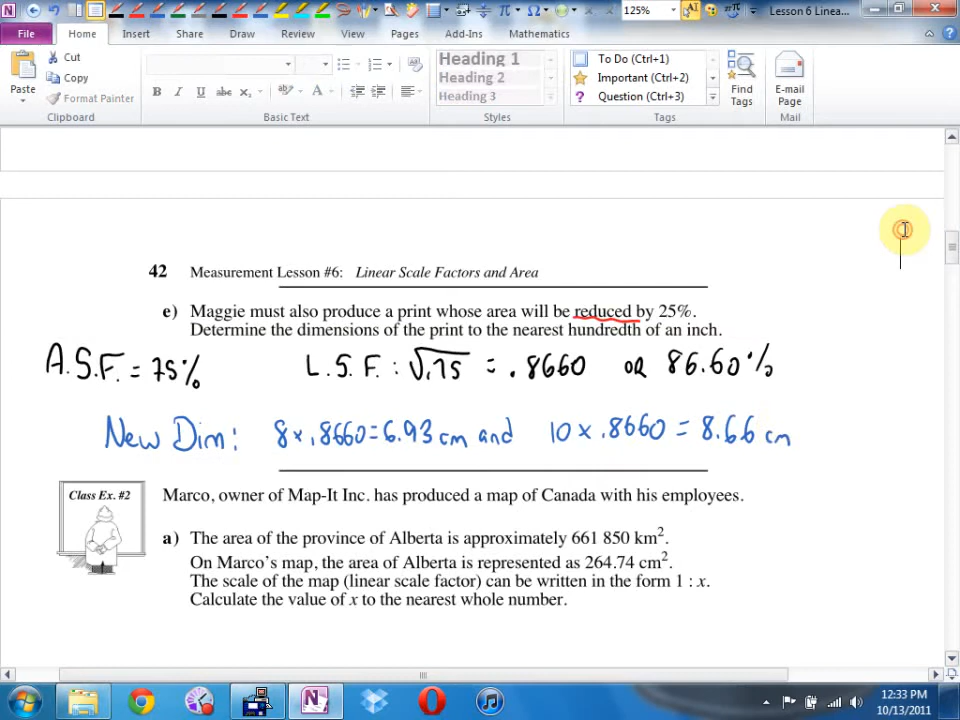 125%
Lesson 6 Linea...
File Home Insert Share Draw Review View Pages Add-Ins Mathematics
Paste
Cut
Copy
Format Painter
Clipboard
B I U abc X₂ ab A
Basic Text
Heading 1
Heading 2
Heading 3
Styles
To Do (Ctrl+1)
Important (Ctrl+2)
? Question (Ctrl+3)
Find Tags
Tags
E-mail Page
Mail
42 Measurement Lesson #6: Linear Scale Factors and Area
e) Maggie must also produce a print whose area will be reduced by 25%.
Determine the dimensions of the print to the nearest hundredth of an inch.
A.S.F. = 75% L.S.F.: √.75 = .8660 or 86.60%
New Dim: 8 x .8660 = 6.93 cm and 10 x .8660 = 8.66 cm
Class Ex. #2
Marco, owner of Map-It Inc. has produced a map of Canada with his employees.
a) The area of the province of Alberta is approximately 661 850 km².
On Marco's map, the area of Alberta is represented as 264.74 cm².
The scale of the map (linear scale factor) can be written in the form 1 : x.
Calculate the value of x to the nearest whole number.
12:33 PM
10/13/2011